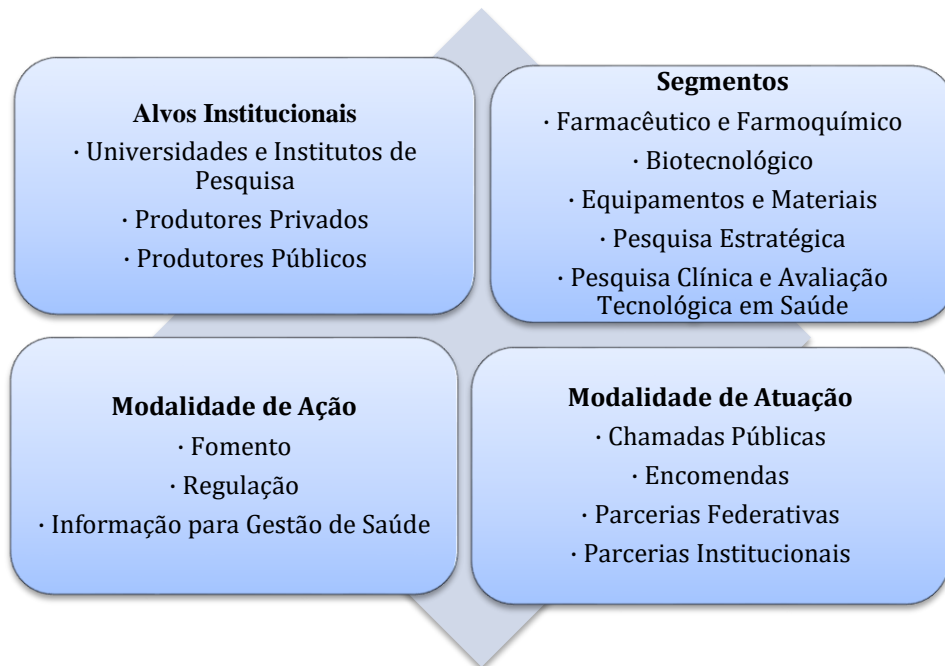 Alvos Institucionais
· Universidades e Institutos de
Pesquisa
· Produtores Privados
· Produtores Públicos
Segmentos
· Farmacêutico e Farmoquímico
· Biotecnológico
· Equipamentos e Materiais
· Pesquisa Estratégica
· Pesquisa Clínica e Avaliação
Tecnológica em Saúde
Modalidade de Ação
· Fomento
· Regulação
· Informação para Gestão de Saúde
Modalidade de Atuação
· Chamadas Públicas
· Encomendas
· Parcerias Federativas
· Parcerias Institucionais